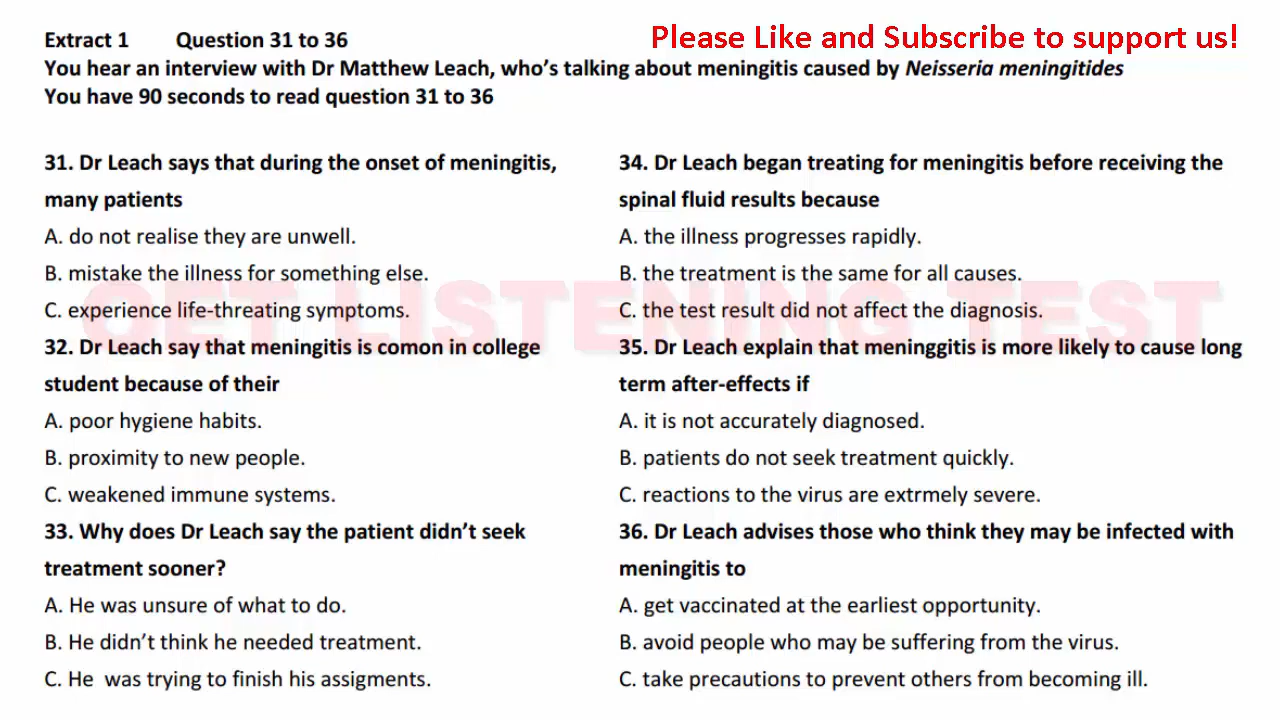 Extract 1 Question 31 to 36
Please Like and Subscribe to support us!
You hear an interview with Dr Matthew Leach, who's talking about meningitis caused by Neisseria meningitides
You have 90 seconds to read question 31 to 36
31. Dr Leach says that during the onset of meningitis,
many patients
A. do not realise they are unwell.
B. mistake the illness for something else.
C. experience life-threating symptoms.
32. Dr Leach say that meningitis is comon in college
student because of their
A. poor hygiene habits.
B. proximity to new people.
C. weakened immune systems.
33. Why does Dr Leach say the patient didn't seek
treatment sooner?
A. He was unsure of what to do.
B. He didn't think he needed treatment.
C. He was trying to finish his assigments.
34. Dr Leach began treating for meningitis before receiving the
spinal fluid results because
A. the illness progresses rapidly.
B. the treatment is the same for all causes.
C. the test result did not affect the diagnosis.
35. Dr Leach explain that meninggitis is more likely to cause long
term after-effects if
A. it is not accurately diagnosed.
B. patients do not seek treatment quickly.
C. reactions to the virus are extrmely severe.
36. Dr Leach advises those who think they may be infected with
meningitis to
A. get vaccinated at the earliest opportunity.
B. avoid people who may be suffering from the virus.
C. take precautions to prevent others from becoming ill.
OET LISTENING TEST